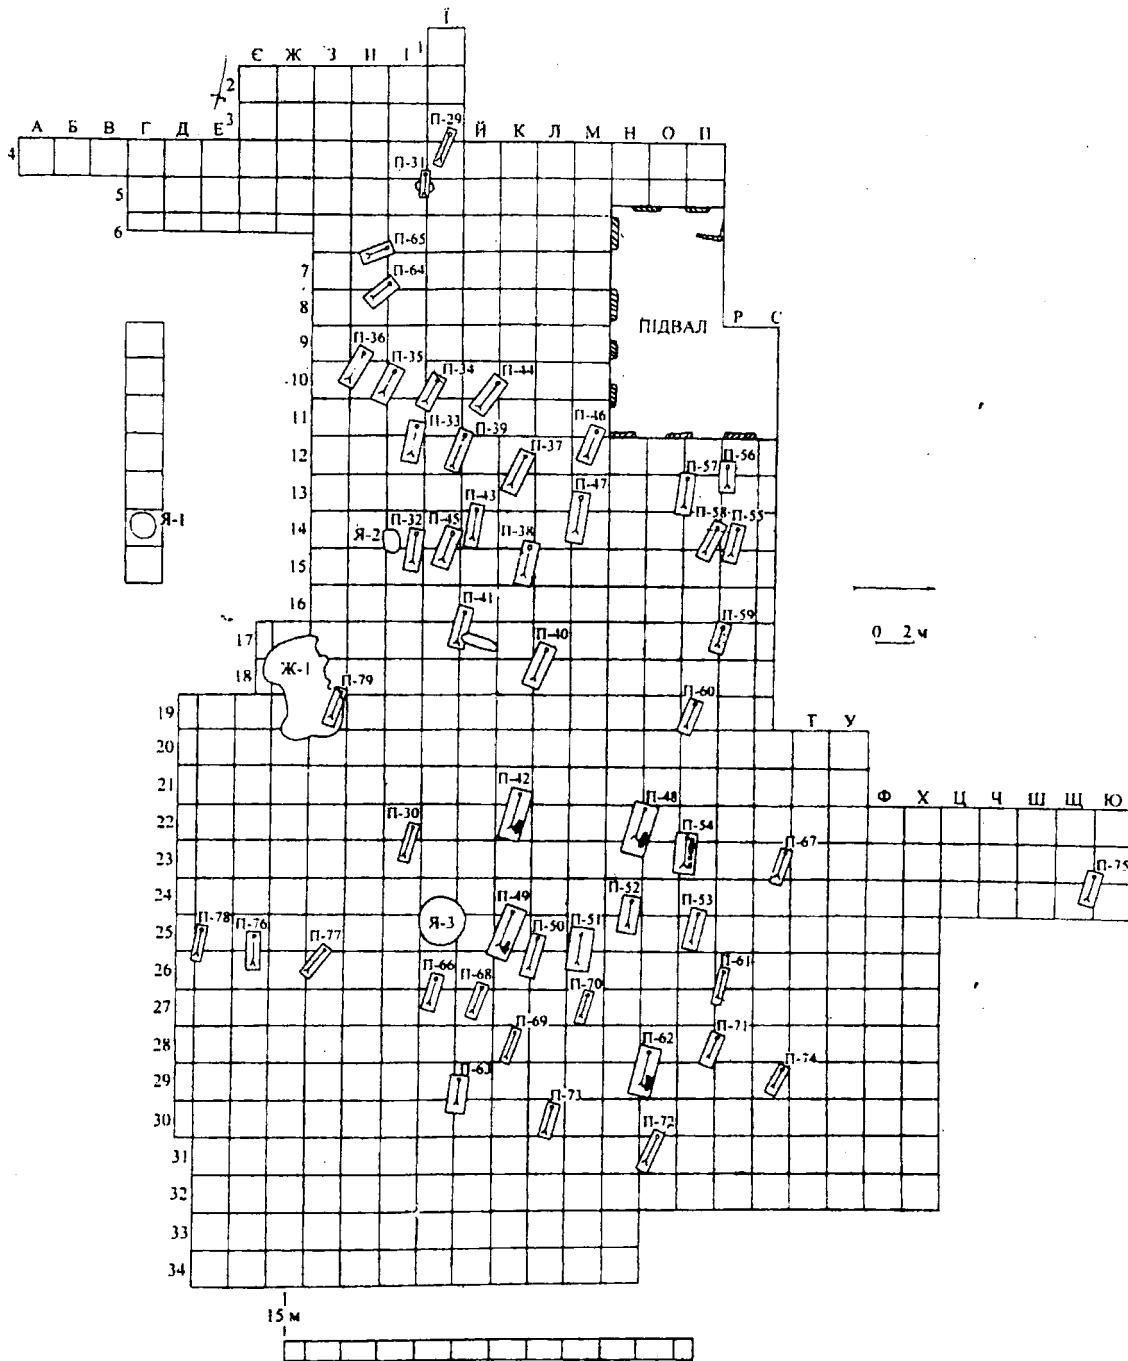 Ї
Є Ж З И І 1
2
3
А Б В Г Д Е
П-29
Й К Л М Н О П
4
П-31
5
6
П-65
7
П-64
8
Р С
ПІДВАЛ
9
П-36
П-35
П-34
П-44
10
11
П-33
П-39
П-46
12
П-37
П-57
П-56
13
П-43
П-47
Я-1
14
Я-2
П-32
П-45
П-38
П-58
П-55
15
16
П-41
П-59
17
П-40
0 2 м
18
Ж-1
П-79
19
П-60
Т У
20
21
П-42
П-48
Ф Х Ц Ч Ш Щ Ю
22
П-30
П-54
23
П-67
П-75
24
П-52
П-49
П-53
25
П-78
П-76
П-77
Я-3
П-50
П-51
26
П-66
П-68
П-61
27
П-70
28
П-69
П-62
П-71
29
П-63
П-74
30
П-73
П-72
31
32
33
34
15 м